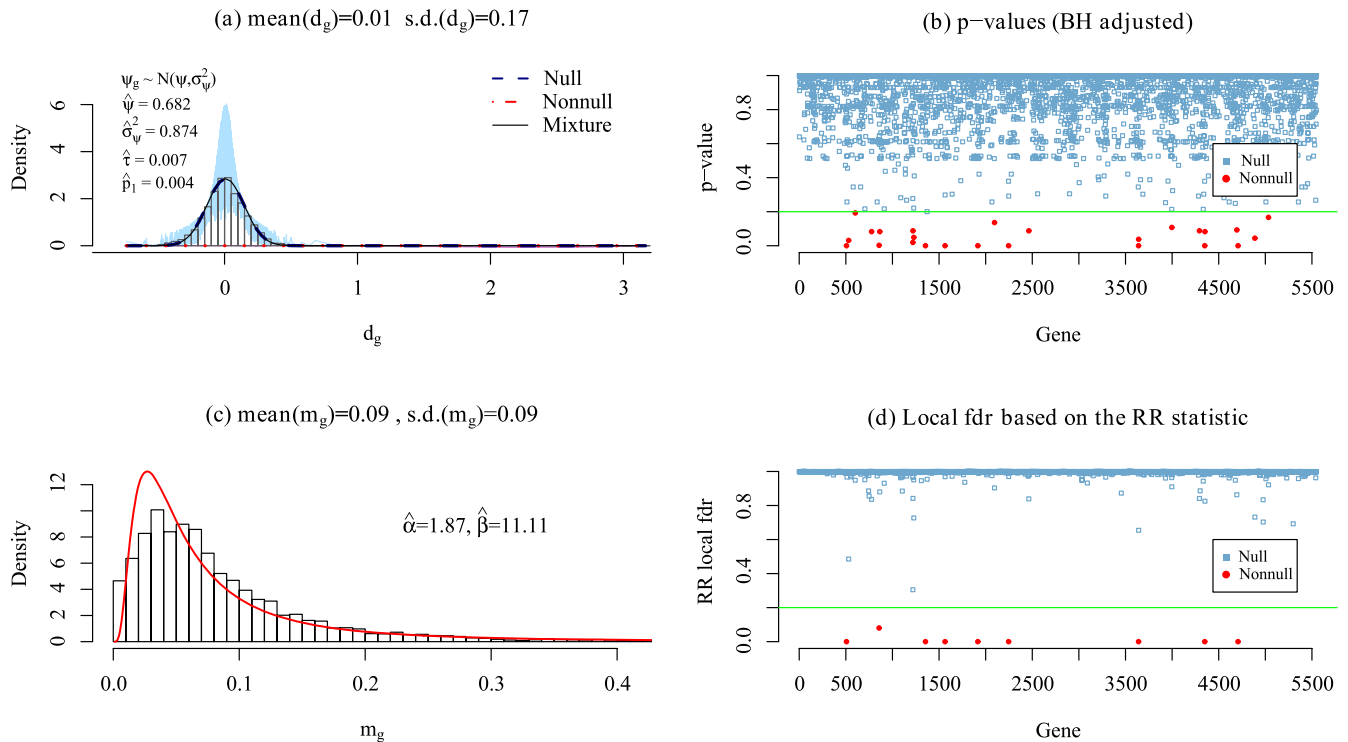 (a) mean(d_g)=0.01 s.d.(d_g)=0.17
ψ_g ~ N(ψ,σ²_ψ)
ψ̂ = 0.682
σ̂²_ψ = 0.874
τ̂ = 0.007
p̂₁ = 0.004
Null
Nonnull
Mixture
Density
0 2 4 6
0 1 2 3
d_g
(b) p−values (BH adjusted)
p−value
0.0 0.4 0.8
Null
Nonnull
0 500 1500 2500 3500 4500 5500
Gene
(c) mean(m_g)=0.09 , s.d.(m_g)=0.09
α̂=1.87, β̂=11.11
Density
0 2 4 6 8 10 12
0.0 0.1 0.2 0.3 0.4
m_g
(d) Local fdr based on the RR statistic
RR local fdr
0.0 0.4 0.8
Null
Nonnull
0 500 1500 2500 3500 4500 5500
Gene